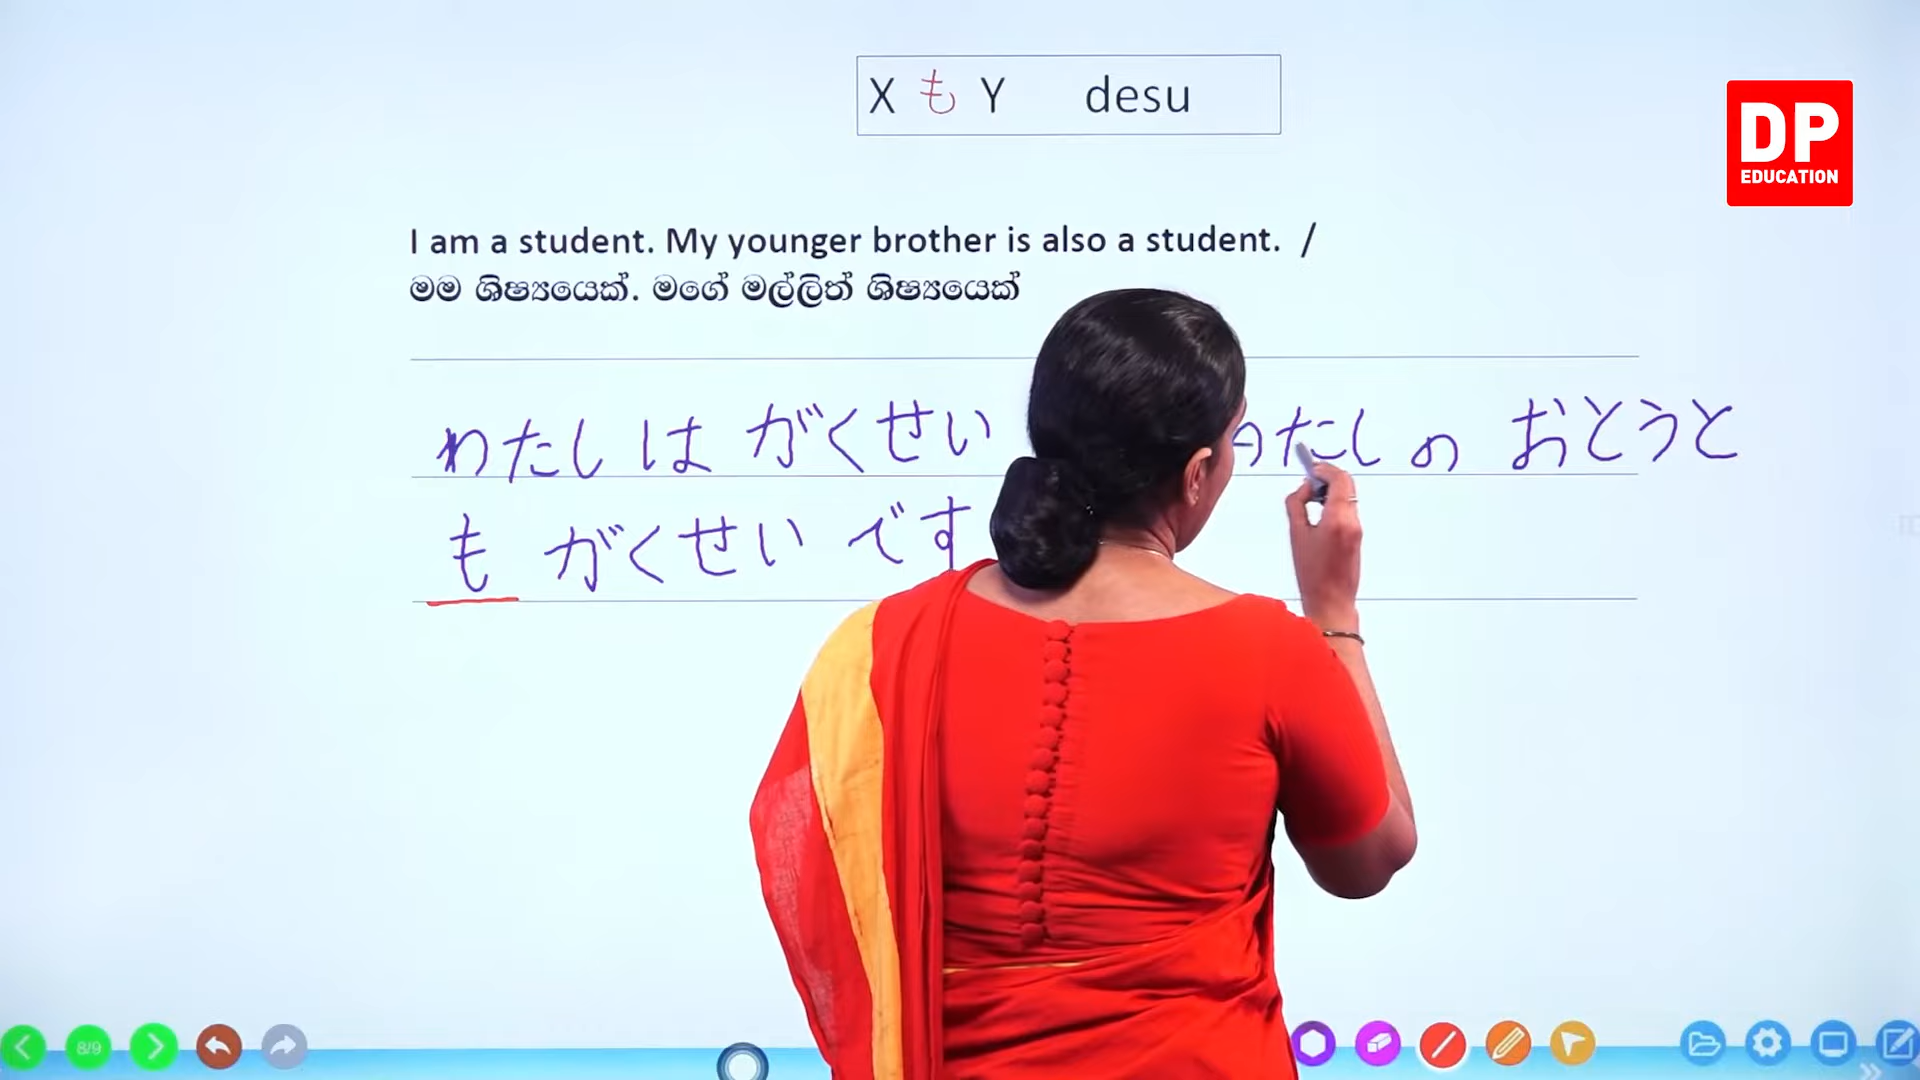 X も Y desu
DP
EDUCATION
I am a student. My younger brother is also a student. /
මම ශිෂ්‍යයෙක්. මගේ මල්ලිත් ශිෂ්‍යයෙක්
わたし は がくせい たし の おとうと
も がくせい です
8/9